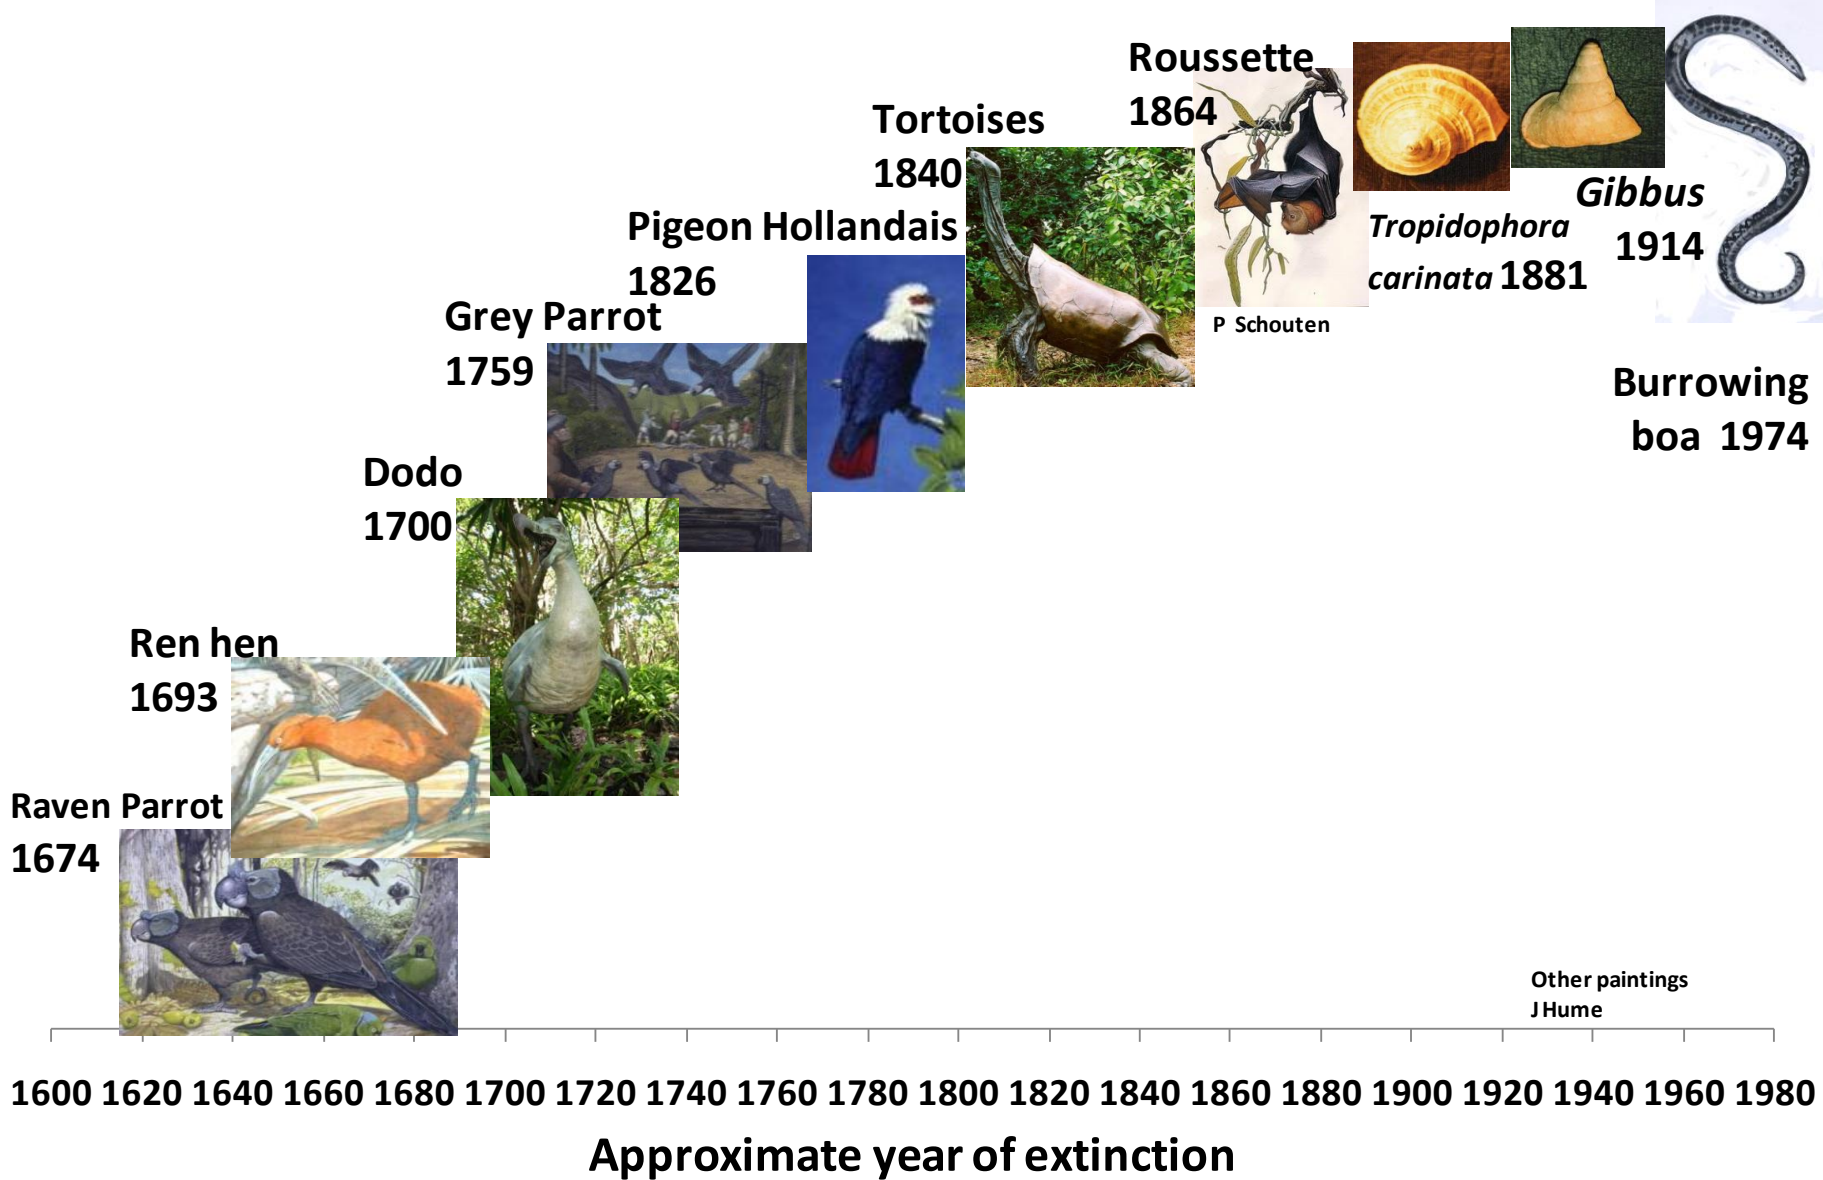 Roussette
1864
Tortoises
1840
Gibbus
1914
Pigeon Hollandais
1826
Tropidophora
carinata 1881
Grey Parrot
1759
P Schouten
Burrowing
boa 1974
Dodo
1700
Ren hen
1693
Raven Parrot
1674
Other paintings
J Hume
1600 1620 1640 1660 1680 1700 1720 1740 1760 1780 1800 1820 1840 1860 1880 1900 1920 1940 1960 1980
Approximate year of extinction